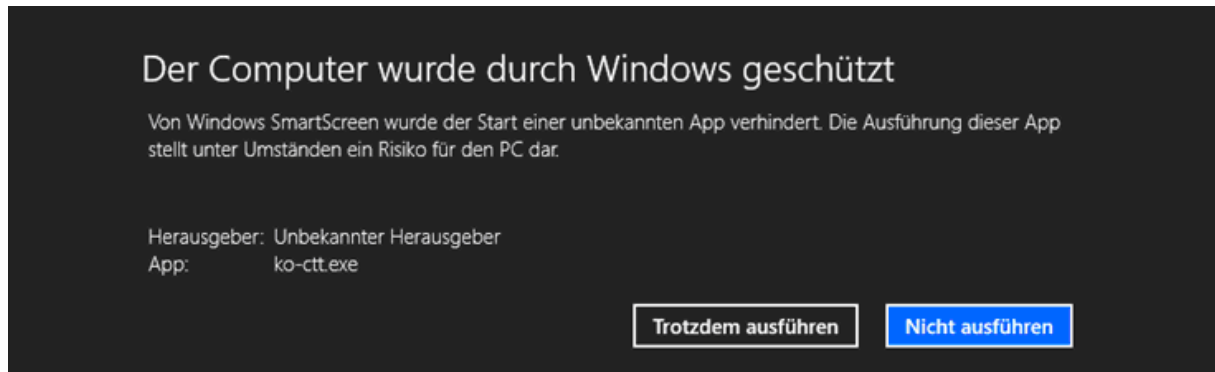 Der Computer wurde durch Windows geschützt
Von Windows SmartScreen wurde der Start einer unbekannten App verhindert. Die Ausführung dieser App
stellt unter Umständen ein Risiko für den PC dar.
Herausgeber: Unbekannter Herausgeber
App: ko-ctt.exe
Trotzdem ausführen Nicht ausführen